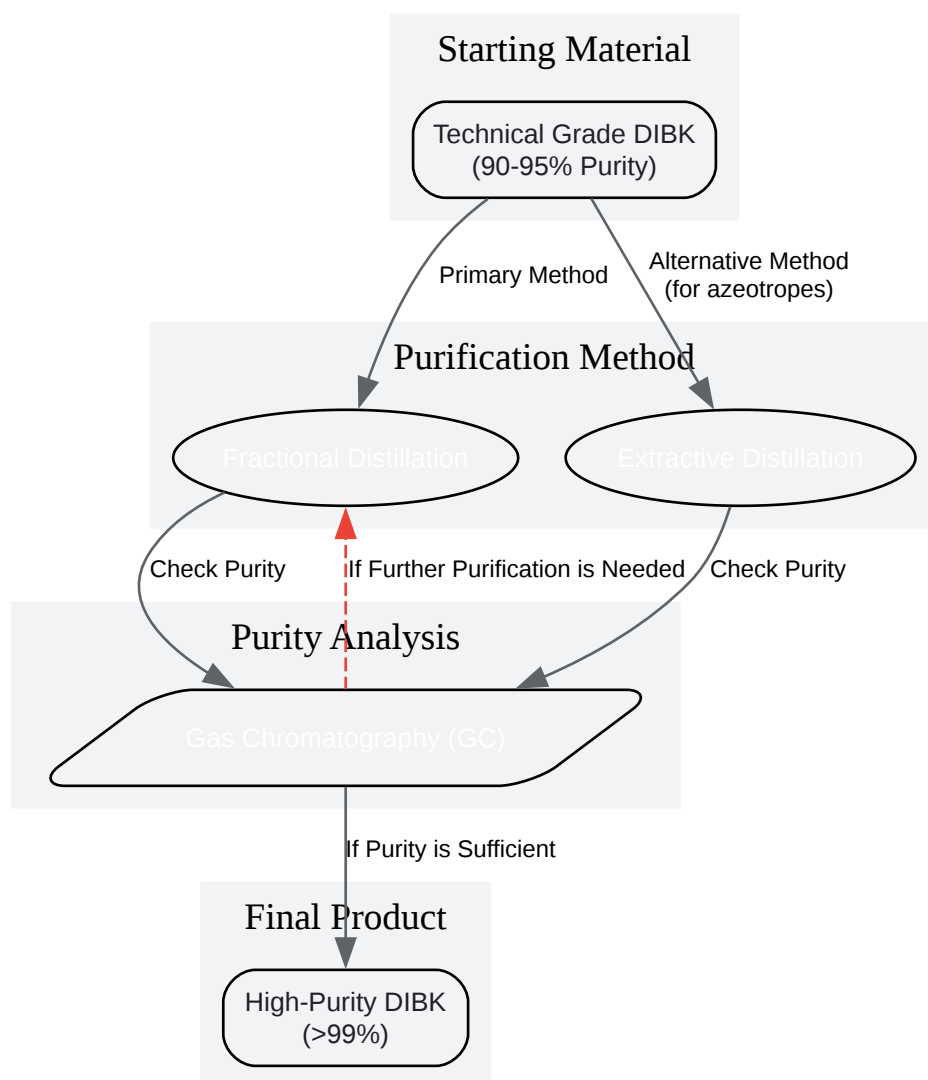 Starting Material
Technical Grade DIBK
(90-95% Purity)
Primary Method
Alternative Method
(for azeotropes)
Purification Method
Fractional Distillation
Extractive Distillation
Check Purity
If Further Purification is Needed
Check Purity
Purity Analysis
Gas Chromatography (GC)
If Purity is Sufficient
Final Product
High-Purity DIBK
(>99%)